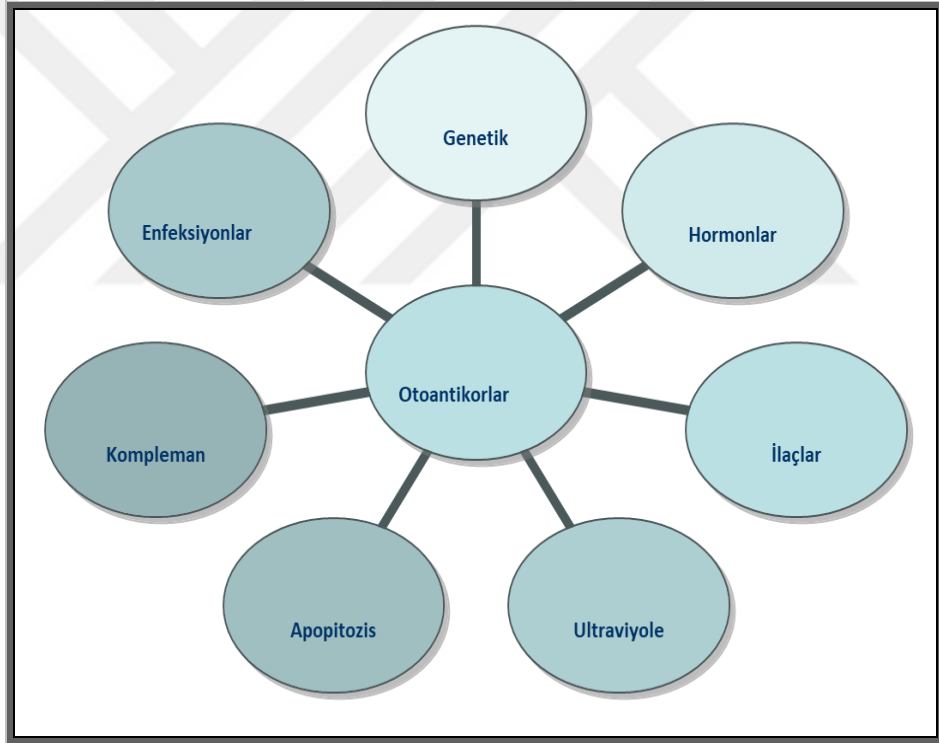 Genetik
Enfeksiyonlar
Hormonlar
Otoantikorlar
Kompleman
İlaçlar
Apopitozis
Ultraviyole